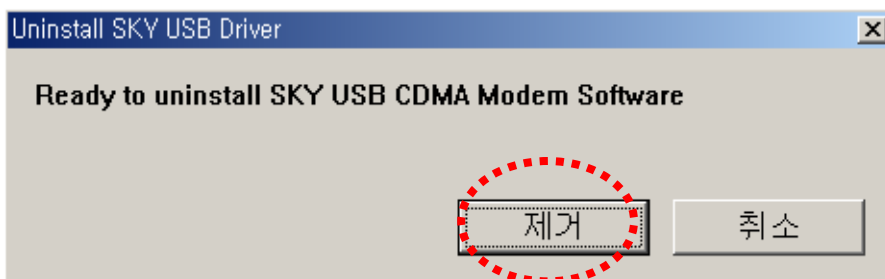 Uninstall SKY USB Driver
Ready to uninstall SKY USB CDMA Modem Software
제거 취소